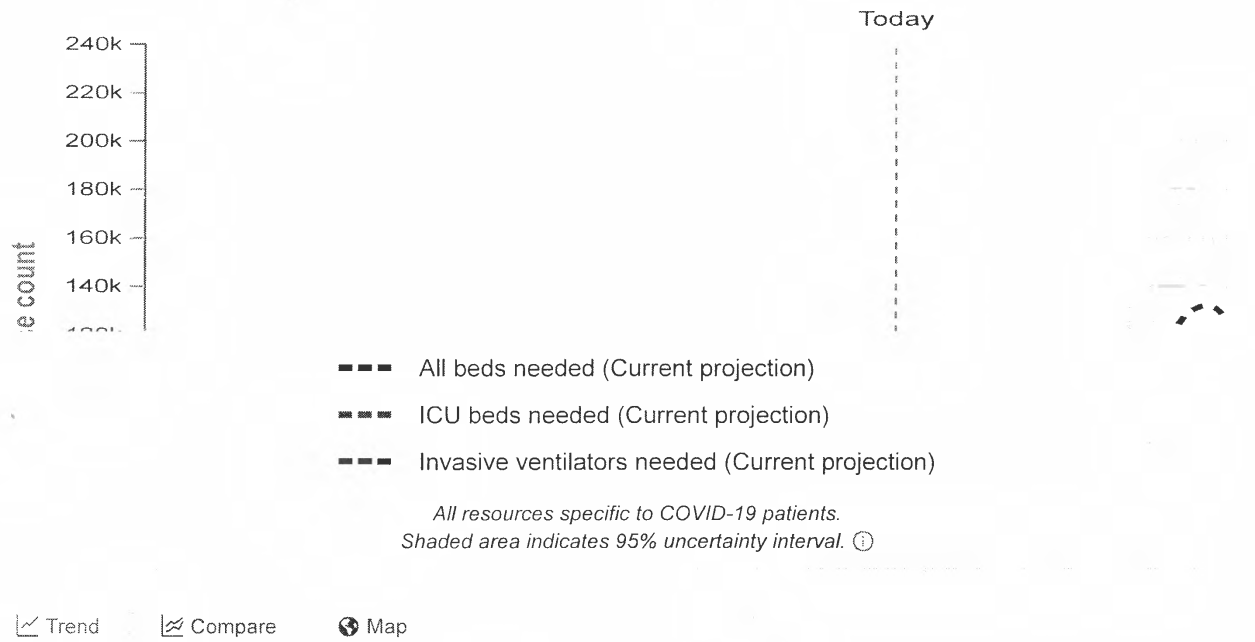 Today
240k
220k
200k
180k
160k
140k
count
All beds needed (Current projection)
ICU beds needed (Current projection)
Invasive ventilators needed (Current projection)
All resources specific to COVID-19 patients.
Shaded area indicates 95% uncertainty interval. ⓘ
Trend Compare Map